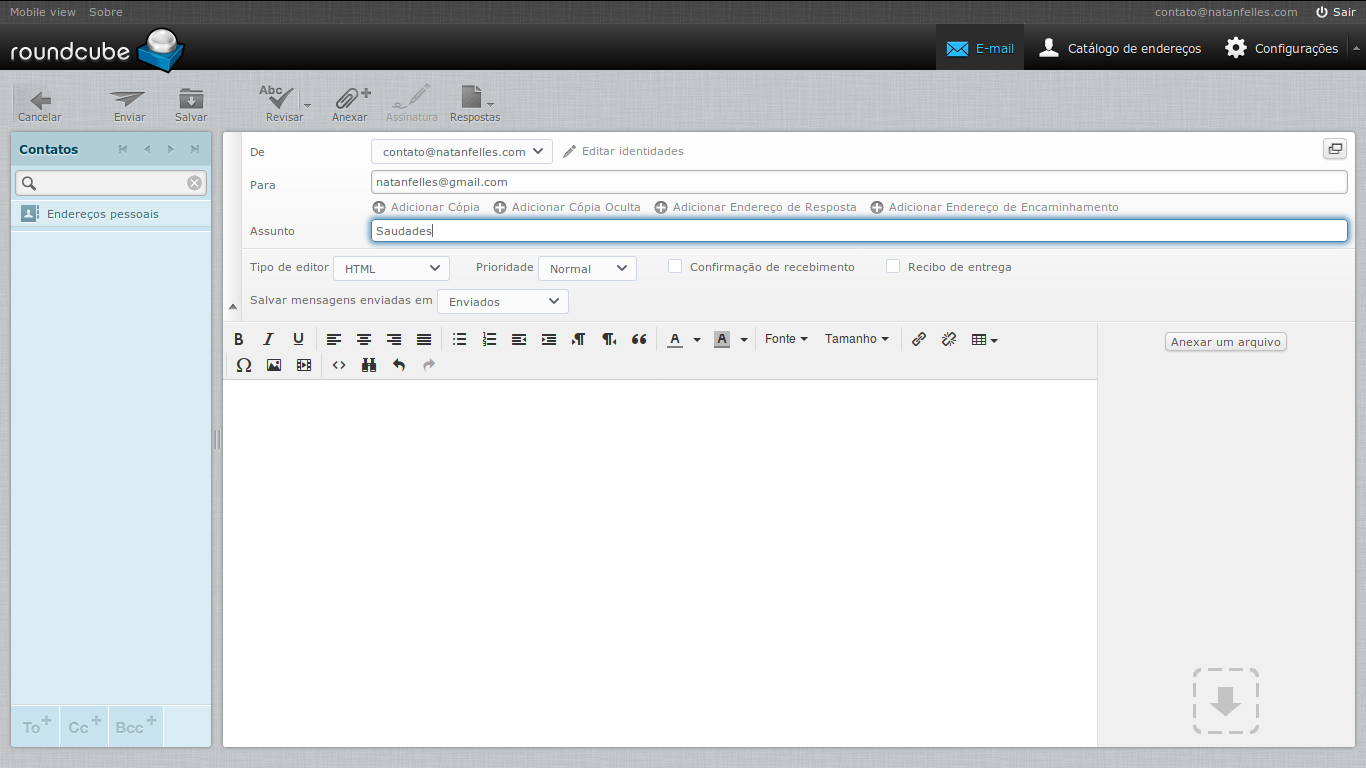 Mobile view Sobre contato@natanfelles.com Sair
roundcube E-mail Catálogo de endereços Configurações
Abc
Cancelar Enviar Salvar Revisar Anexar Assinatura Respostas
Contatos
De contato@natanfelles.com Editar identidades
Para natanfelles@gmail.com
Adicionar Cópia Adicionar Cópia Oculta Adicionar Endereço de Resposta Adicionar Endereço de Encaminhamento
Endereços pessoais
Assunto Saudades
Tipo de editor HTML Prioridade Normal Confirmação de recebimento Recibo de entrega
Salvar mensagens enviadas em Enviados
B I U A A Fonte Tamanho
Anexar um arquivo
Ω
To Cc Bcc